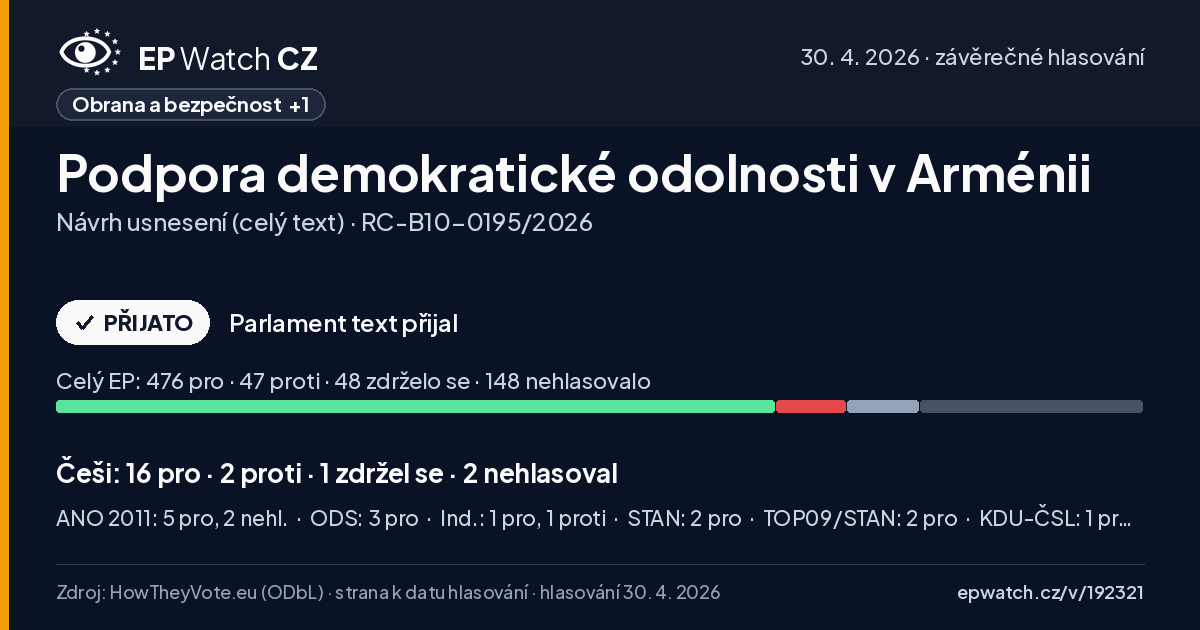 EP Watch CZ
30. 4. 2026 · závěrečné hlasování
Obrana a bezpečnost +1
Podpora demokratické odolnosti v Arménii
Návrh usnesení (celý text) · RC-B10-0195/2026
✓ PŘIJATO
Parlament text přijal
Celý EP: 476 pro · 47 proti · 48 zdrželo se · 148 nehlasovalo
Češi: 16 pro · 2 proti · 1 zdržel se · 2 nehlasoval
ANO 2011: 5 pro, 2 nehl. · ODS: 3 pro · Ind.: 1 pro, 1 proti · STAN: 2 pro · TOP09/STAN: 2 pro · KDU-ČSL: 1 pr…
Zdroj: HowTheyVote.eu (ODbL) · strana k datu hlasování · hlasování 30. 4. 2026
epwatch.cz/v/192321